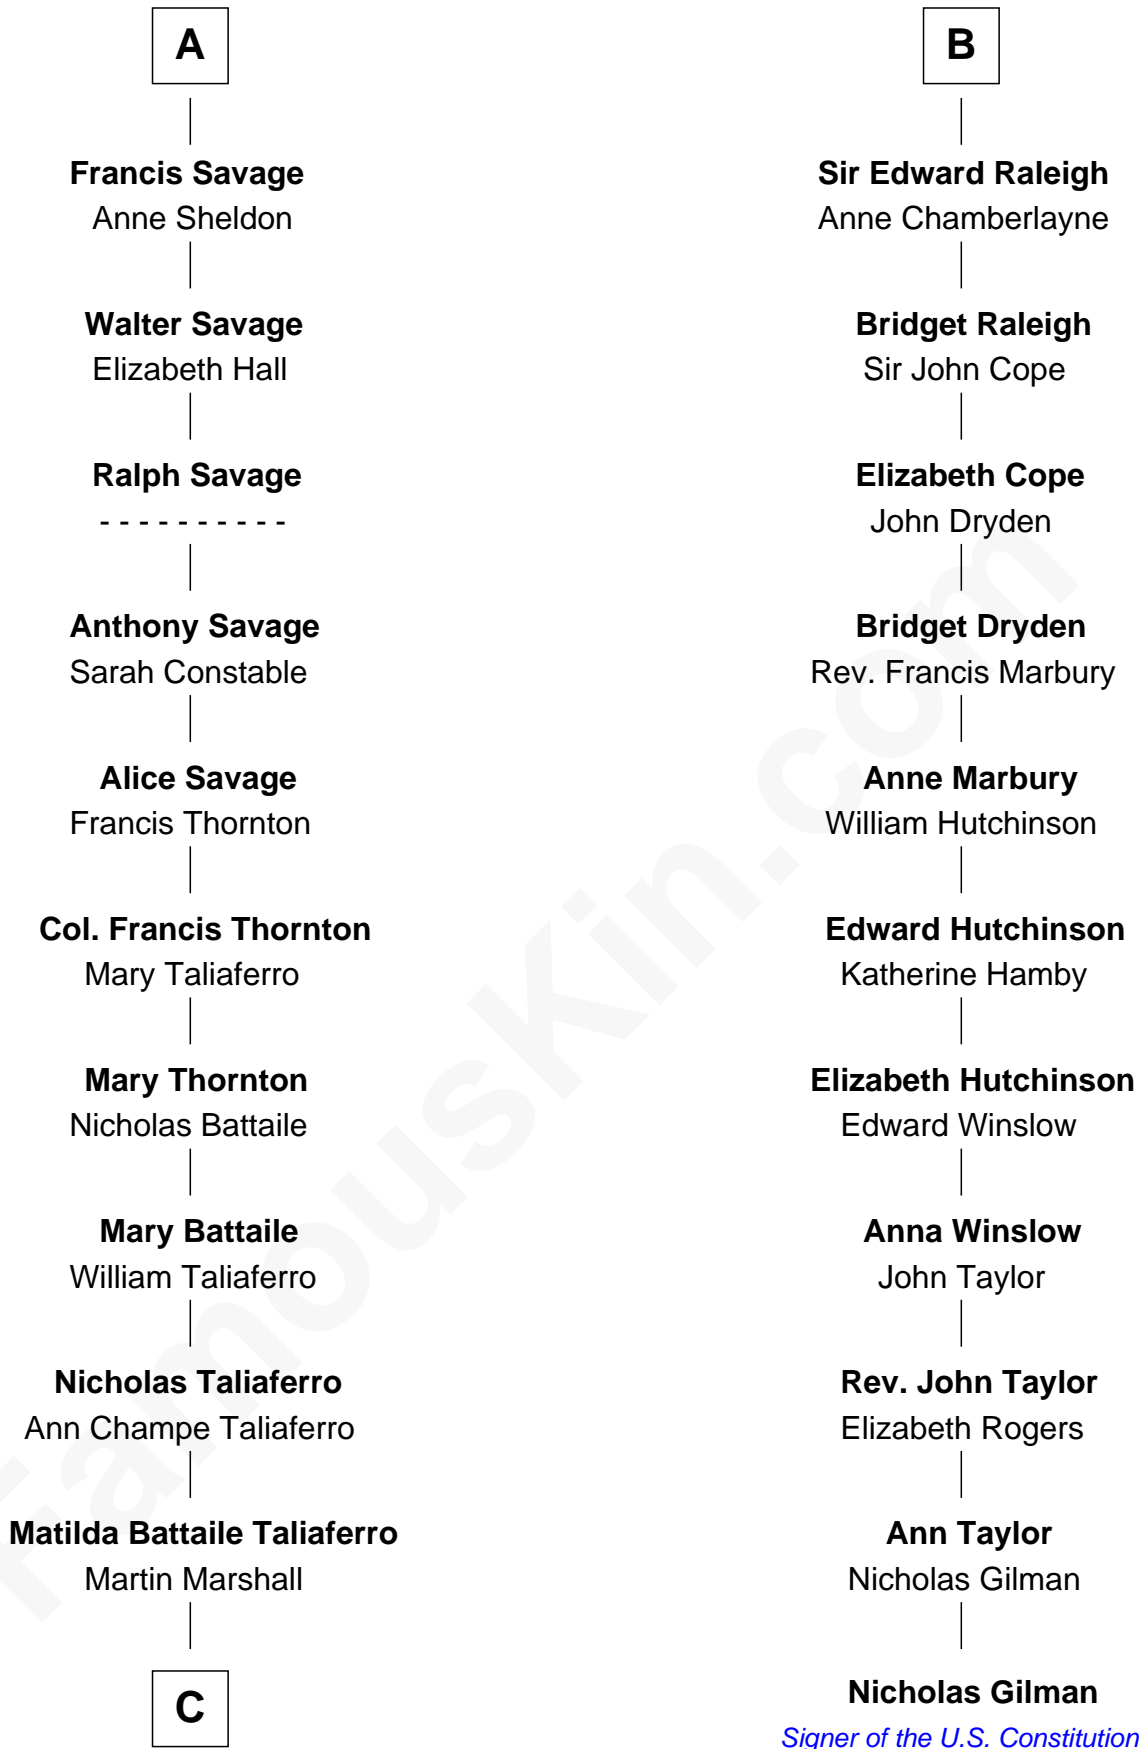 A
Francis Savage
Anne Sheldon
Walter Savage
Elizabeth Hall
Ralph Savage
- - - - - - - - - -
Anthony Savage
Sarah Constable
Alice Savage
Francis Thornton
Col. Francis Thornton
Mary Taliaferro
Mary Thornton
Nicholas Battaile
Mary Battaile
William Taliaferro
Nicholas Taliaferro
Ann Champe Taliaferro
Matilda Battaile Taliaferro
Martin Marshall
C
B
Sir Edward Raleigh
Anne Chamberlayne
Bridget Raleigh
Sir John Cope
Elizabeth Cope
John Dryden
Bridget Dryden
Rev. Francis Marbury
Anne Marbury
William Hutchinson
Edward Hutchinson
Katherine Hamby
Elizabeth Hutchinson
Edward Winslow
Anna Winslow
John Taylor
Rev. John Taylor
Elizabeth Rogers
Ann Taylor
Nicholas Gilman
Nicholas Gilman
Signer of the U.S. Constitution
FamousKin.com